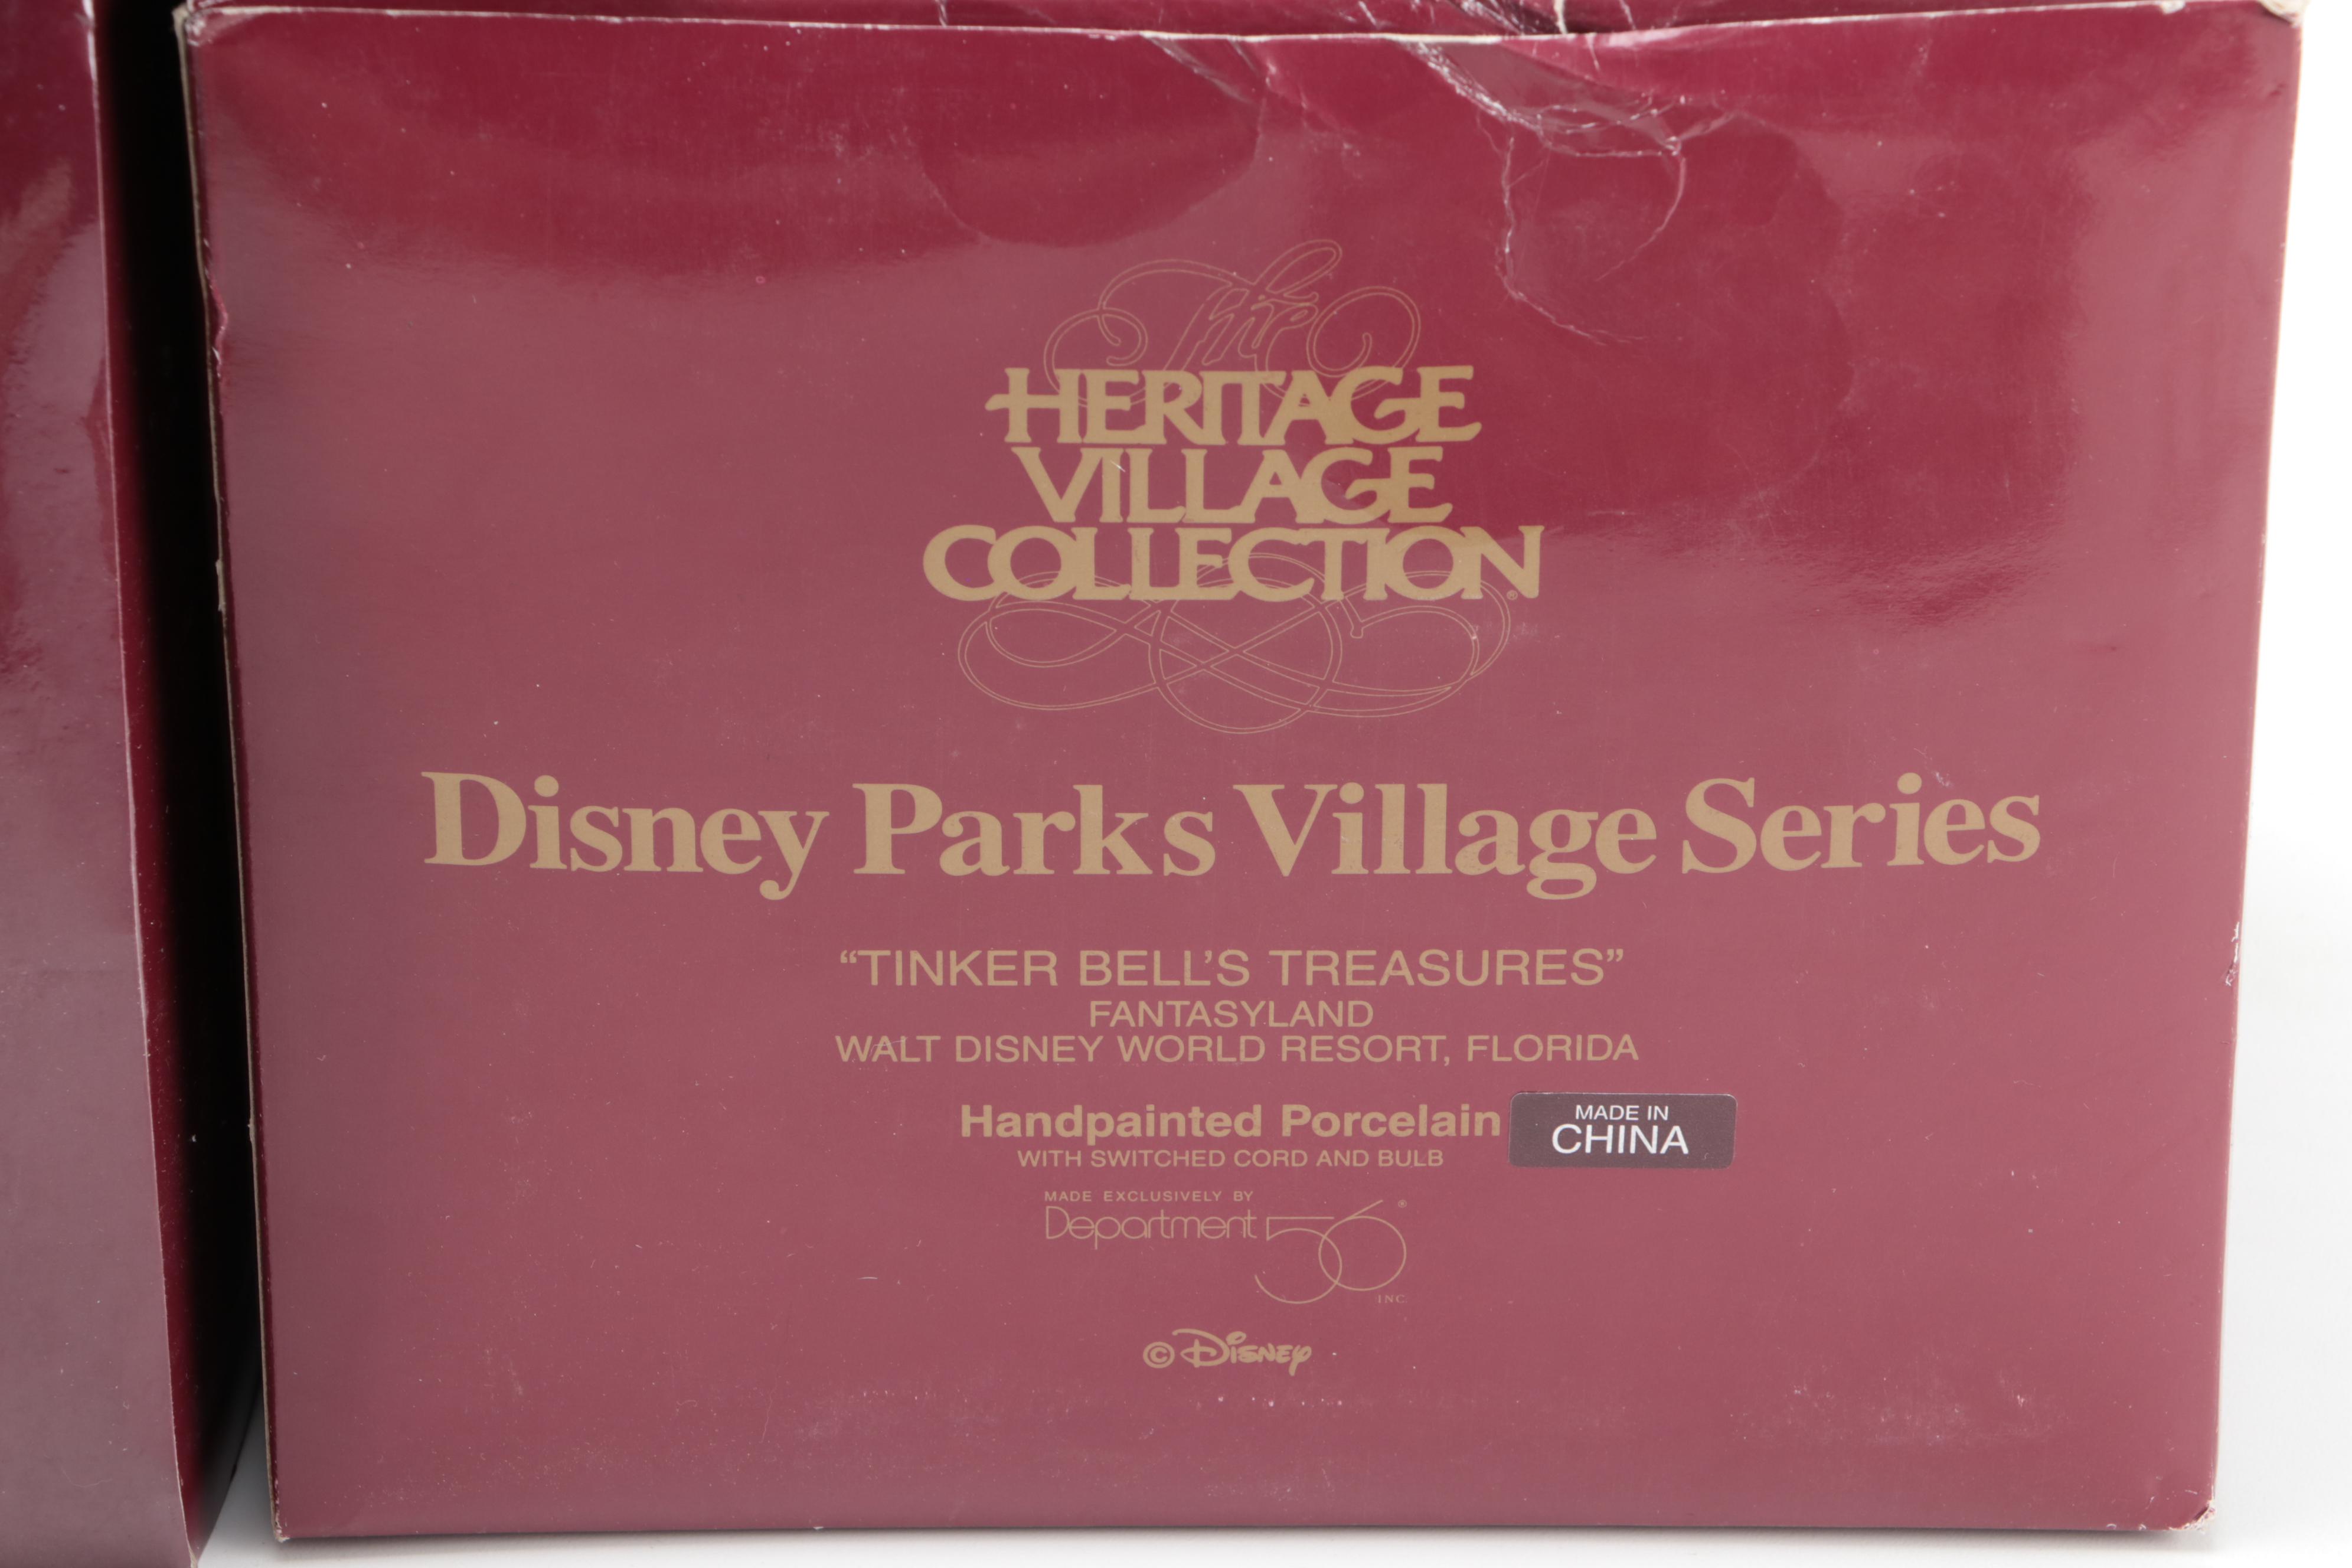 The
HERITAGE
VILLAGE
COLLECTION®
Disney Parks Village Series
“TINKER BELL’S TREASURES”
FANTASYLAND
WALT DISNEY WORLD RESORT, FLORIDA
Handpainted Porcelain
MADE IN
CHINA
WITH SWITCHED CORD AND BULB
MADE EXCLUSIVELY BY
Department 56®
INC
© Disney